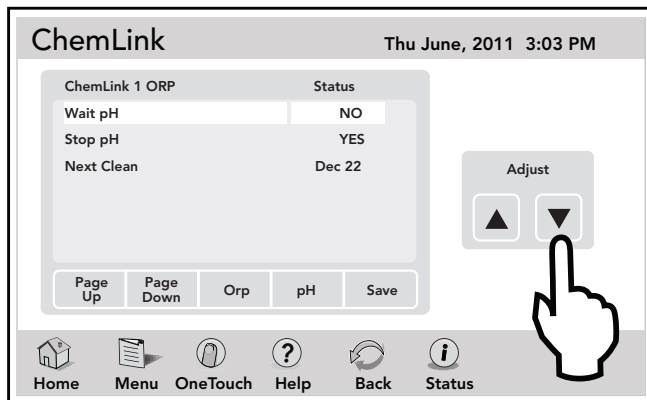 ChemLink Thu June, 2011 3:03 PM
ChemLink 1 ORP Status
Wait pH NO
Stop pH YES
Next Clean Dec 22
Adjust
Page Up Page Down Orp pH Save
Home Menu OneTouch Help Back Status